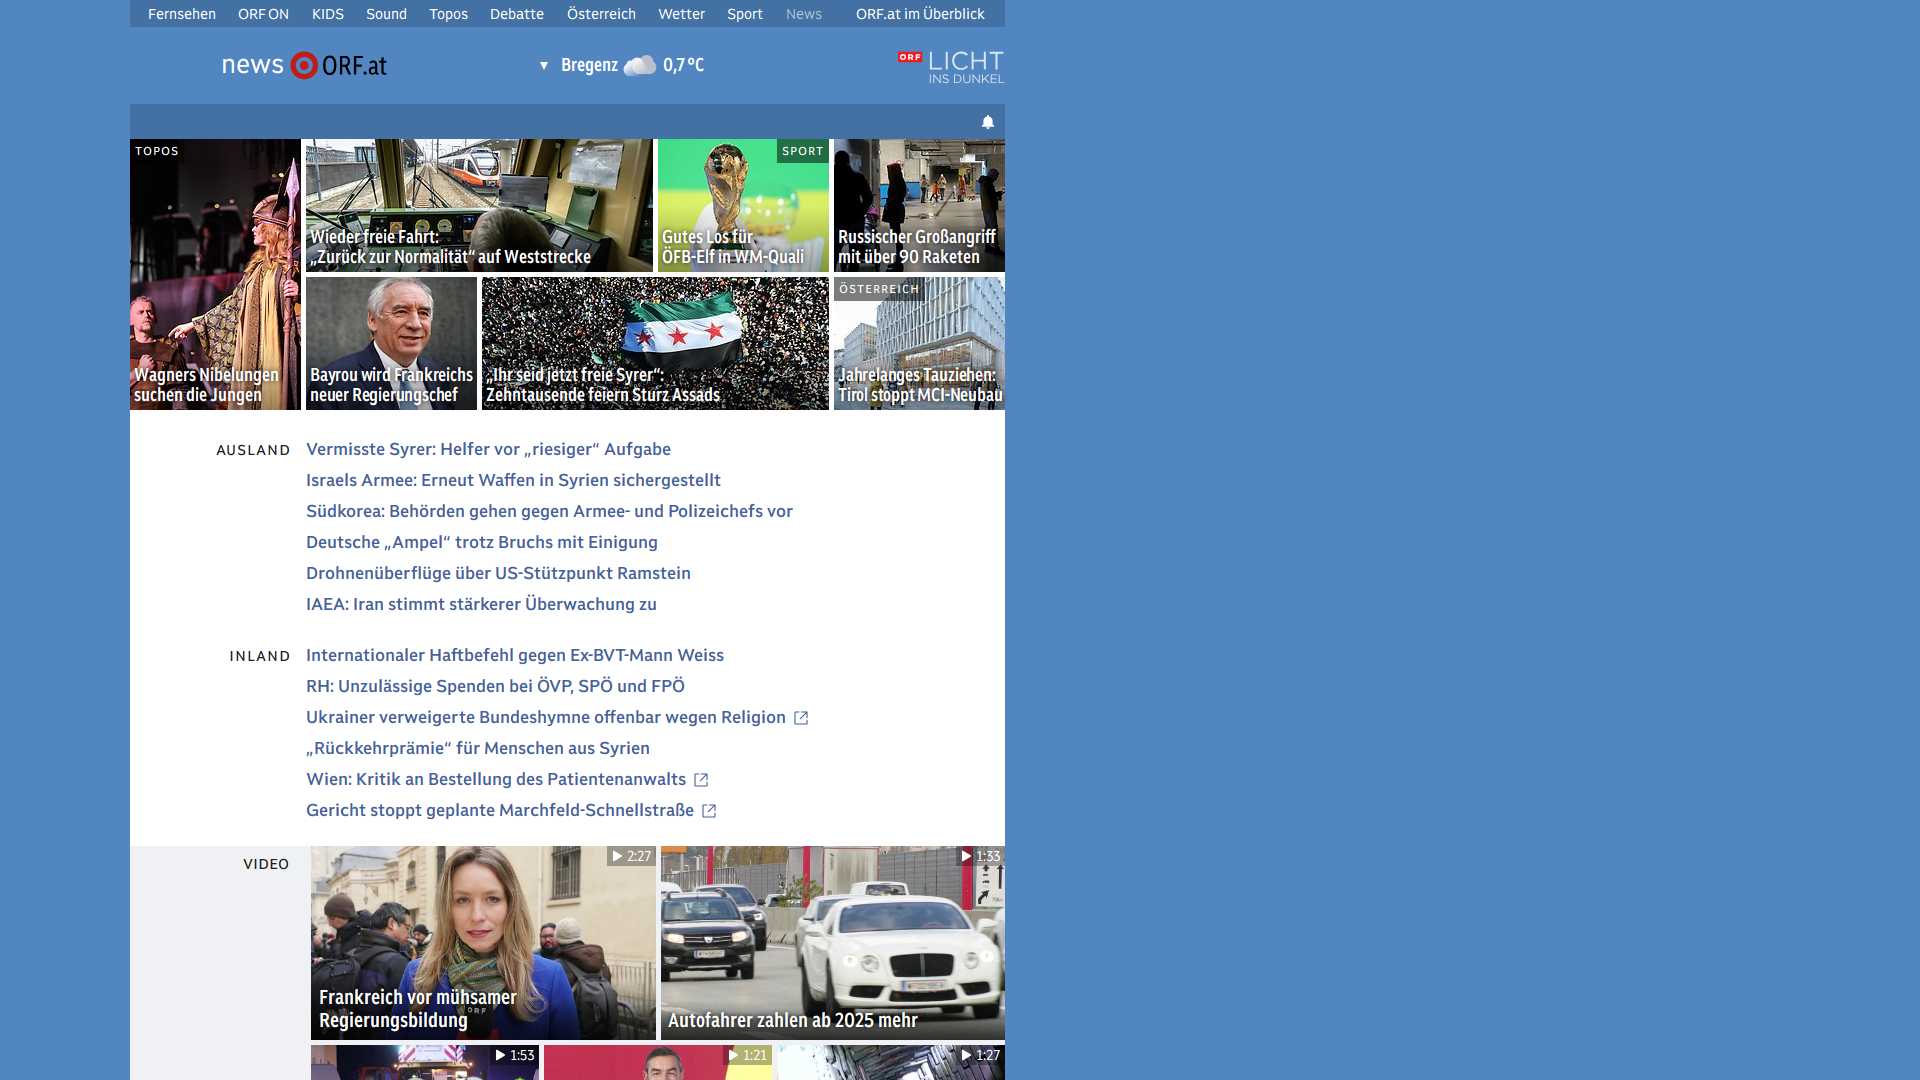 Fernsehen ORF ON KIDS Sound Topos Debatte Österreich Wetter Sport News ORF.at im Überblick
news ORF.at
▼ Bregenz 0,7 °C
ORF LICHT
INS DUNKEL
TOPOS
Wagners Nibelungen
suchen die Jungen
Wieder freie Fahrt:
„Zurück zur Normalität“ auf Weststrecke
SPORT
Gutes Los für
ÖFB-Elf in WM-Quali
Russischer Großangriff
mit über 90 Raketen
Bayrou wird Frankreichs
neuer Regierungschef
„Ihr seid jetzt freie Syrer“:
Zehntausende feiern Sturz Assads
ÖSTERREICH
Jahrelanges Tauziehen:
Tirol stoppt MCI-Neubau
AUSLAND
Vermisste Syrer: Helfer vor „riesiger“ Aufgabe
Israels Armee: Erneut Waffen in Syrien sichergestellt
Südkorea: Behörden gehen gegen Armee- und Polizeichefs vor
Deutsche „Ampel“ trotz Bruchs mit Einigung
Drohnenüberflüge über US-Stützpunkt Ramstein
IAEA: Iran stimmt stärkerer Überwachung zu
INLAND
Internationaler Haftbefehl gegen Ex-BVT-Mann Weiss
RH: Unzulässige Spenden bei ÖVP, SPÖ und FPÖ
Ukrainer verweigerte Bundeshymne offenbar wegen Religion
„Rückkehrprämie“ für Menschen aus Syrien
Wien: Kritik an Bestellung des Patientenanwalts
Gericht stoppt geplante Marchfeld-Schnellstraße
VIDEO
2:27
ORF
Frankreich vor mühsamer
Regierungsbildung
1:33
Autofahrer zahlen ab 2025 mehr
1:53
1:21
1:27